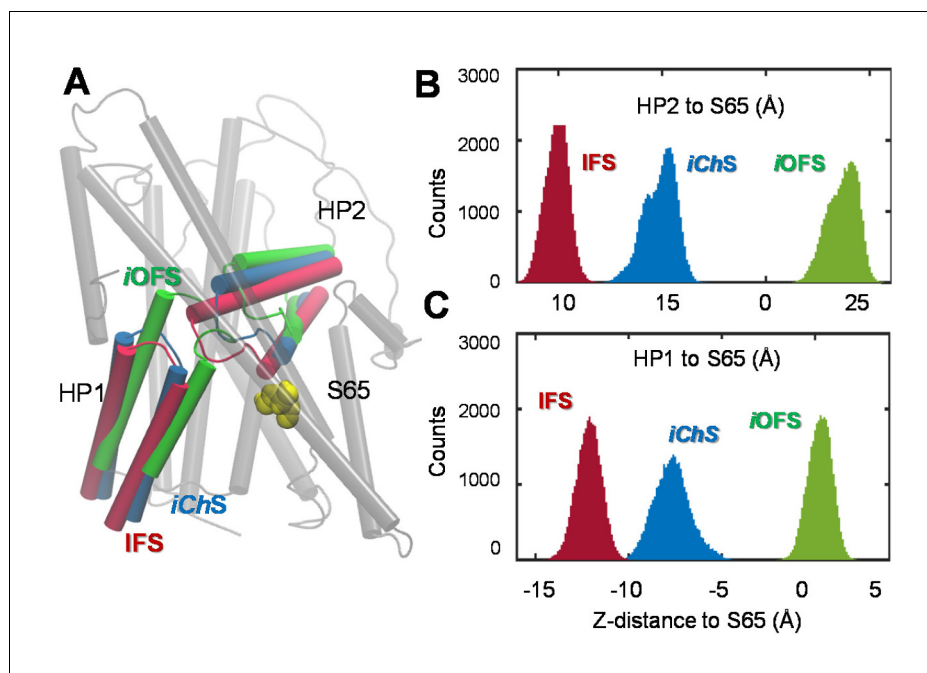 A
HP2
iOFS
HP1
S65
iChS
IFS
B
3000
2000
1000
0
Counts
HP2 to S65 (Å)
IFS
iChS
iOFS
10 15 0 25
C
3000
2000
1000
0
Counts
HP1 to S65 (Å)
IFS
iChS
iOFS
-15 -10 -5 0 5
Z-distance to S65 (Å)